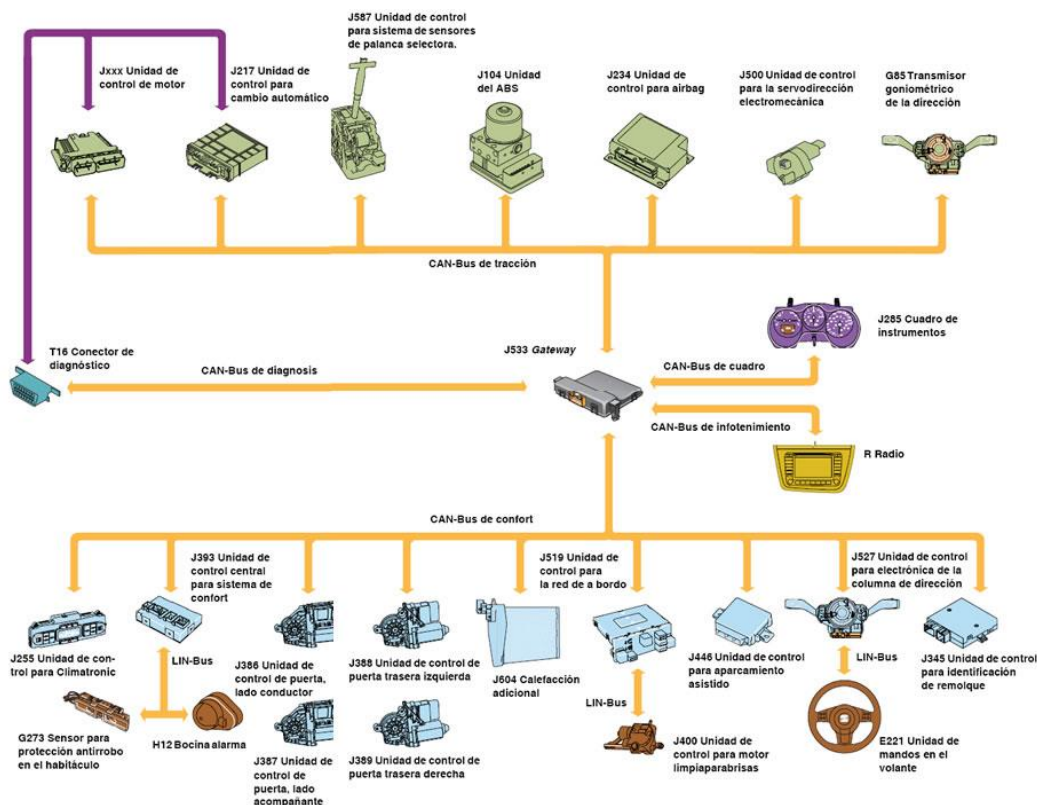 J587 Unidad de control
para sistema de sensores
de palanca selectora.
Jxxx Unidad de
control de motor
J217 Unidad de
control para
cambio automático
J104 Unidad
del ABS
J234 Unidad de
control para airbag
J500 Unidad de control
para la servodirección
electromecánica
G85 Transmisor
goniométrico
de la dirección
CAN-Bus de tracción
J285 Cuadro de
instrumentos
T16 Conector de
diagnóstico
J533 Gateway
CAN-Bus de diagnosis
CAN-Bus de cuadro
CAN-Bus de infotenimiento
R Radio
CAN-Bus de confort
J393 Unidad de
control central
para sistema de
confort
J519 Unidad de
control para
la red de a bordo
J527 Unidad de control
para electrónica de la
columna de dirección
J255 Unidad de con-
trol para Climatronic
LIN-Bus
J386 Unidad de
control de puerta,
lado conductor
J388 Unidad de control de
puerta trasera izquierda
J604 Calefacción
adicional
J446 Unidad de control
para aparcamiento
asistido
LIN-Bus
J345 Unidad de control
para identificación
de remolque
LIN-Bus
G273 Sensor para
protección antirrobo
en el habitáculo
H12 Bocina alarma
J387 Unidad de
control de
puerta, lado
acompañante
J389 Unidad de control de
puerta trasera derecha
J400 Unidad de
control para motor
limpiaparabrisas
E221 Unidad de
mandos en el
volante